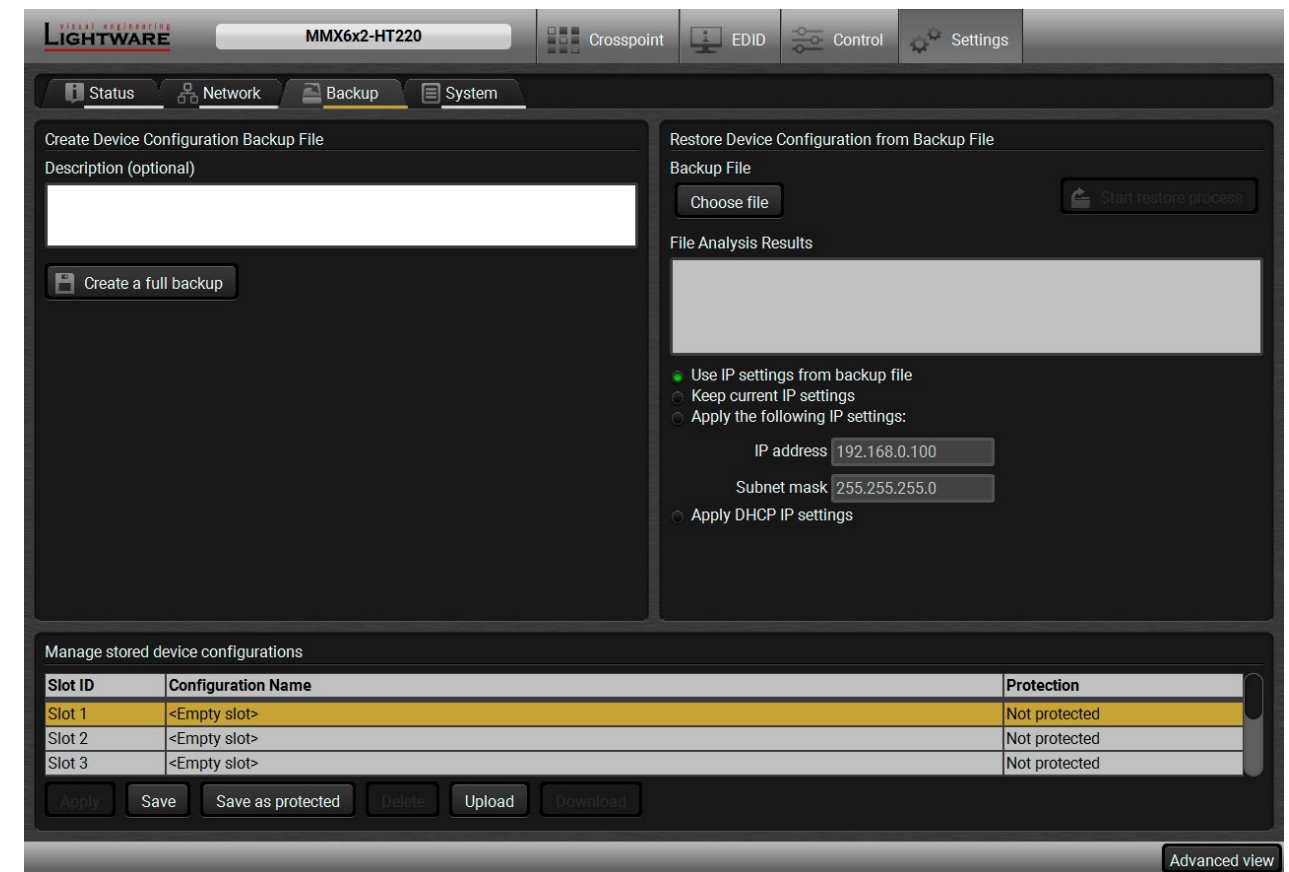 visual engineering
LIGHTWARE
MMX6x2-HT220
Crosspoint
EDID
Control
Settings
Status
Network
Backup
System
Create Device Configuration Backup File
Description (optional)
Create a full backup
Restore Device Configuration from Backup File
Backup File
Choose file
Start restore process
File Analysis Results
Use IP settings from backup file
Keep current IP settings
Apply the following IP settings:
IP address 192.168.0.100
Subnet mask 255.255.255.0
Apply DHCP IP settings
Manage stored device configurations
Slot ID Configuration Name Protection
Slot 1 <Empty slot> Not protected
Slot 2 <Empty slot> Not protected
Slot 3 <Empty slot> Not protected
Apply Save Save as protected Delete Upload Download
Advanced view